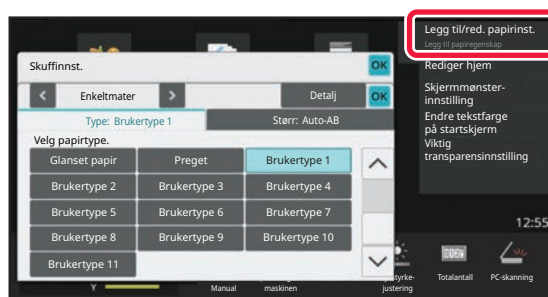 Legg til/red. papirinst.
Legg til papiregenskap
Skuffinnst.
OK
Rediger hjem
Enkeltmater
Detalj
OK
Skjermmønster-
innstilling
Type: Brukertype 1
Størr: Auto-AB
Endre tekstfarge
på startskjerm
Velg papirtype.
Viktig
transparensinnstilling
Glanset papir
Preget
Brukertype 1
Brukertype 2
Brukertype 3
Brukertype 4
Brukertype 5
Brukertype 6
Brukertype 7
12:55
Brukertype 8
Brukertype 9
Brukertype 10
Brukertype 11
Y
Manual
maskinen
justering
Totalantall
PC-skanning